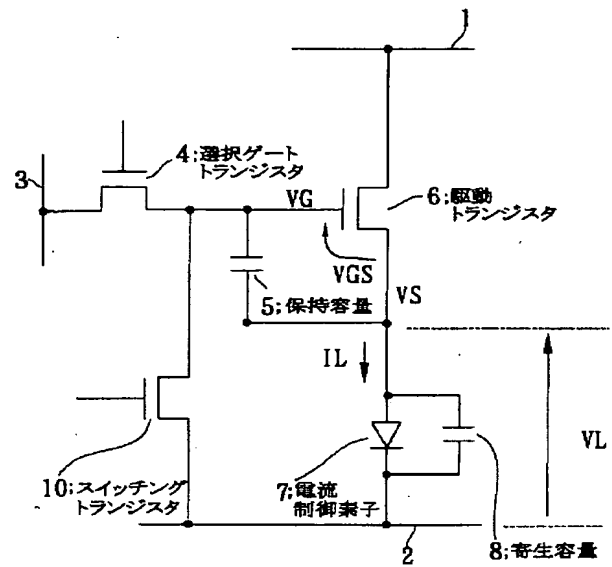 1
4;選択ゲート
トランジスタ
3
6;駆動
トランジスタ
VG
VGS
VS
5;保持容量
IL
VL
10;スイッチング
トランジスタ
7;電流
制御素子
2
8;寄生容量